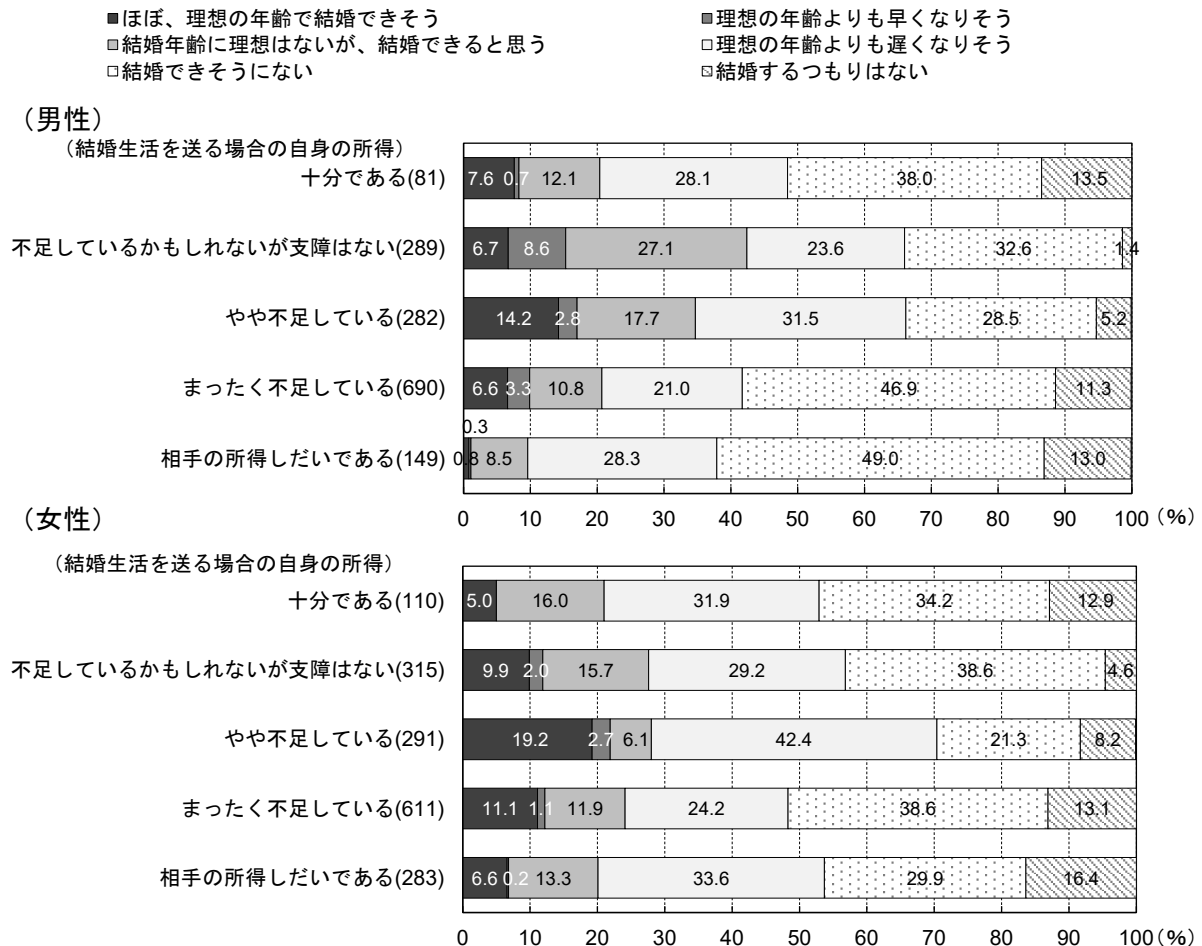 ■ほぼ、理想の年齢で結婚できそう ■理想の年齢よりも早くなりそう
■結婚年齢に理想はないが、結婚できると思う □理想の年齢よりも遅くなりそう
□結婚できそうにない 結婚するつもりはない
（男性）
（結婚生活を送る場合の自身の所得）
十分である(81) 7.6 0.7 12.1 28.1 38.0 13.5
不足しているかもしれないが支障はない(289) 6.7 8.6 27.1 23.6 32.6 1.4
やや不足している(282) 14.2 2.8 17.7 31.5 28.5 5.2
まったく不足している(690) 6.6 3.3 10.8 21.0 46.9 11.3
0.3
相手の所得しだいである(149) 0.8 8.5 28.3 49.0 13.0
0 10 20 30 40 50 60 70 80 90 100 (%)
（女性）
（結婚生活を送る場合の自身の所得）
十分である(110) 5.0 16.0 31.9 34.2 12.9
不足しているかもしれないが支障はない(315) 9.9 2.0 15.7 29.2 38.6 4.6
やや不足している(291) 19.2 2.7 6.1 42.4 21.3 8.2
まったく不足している(611) 11.1 1.1 11.9 24.2 38.6 13.1
相手の所得しだいである(283) 6.6 0.2 13.3 33.6 29.9 16.4
0 10 20 30 40 50 60 70 80 90 100 (%)